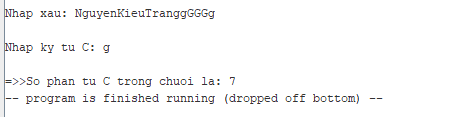 Nhap xau: NguyenKieuTranggGGGg
Nhap ky tu C: g
=>>So phan tu C trong chuoi la: 7
-- program is finished running (dropped off bottom) --